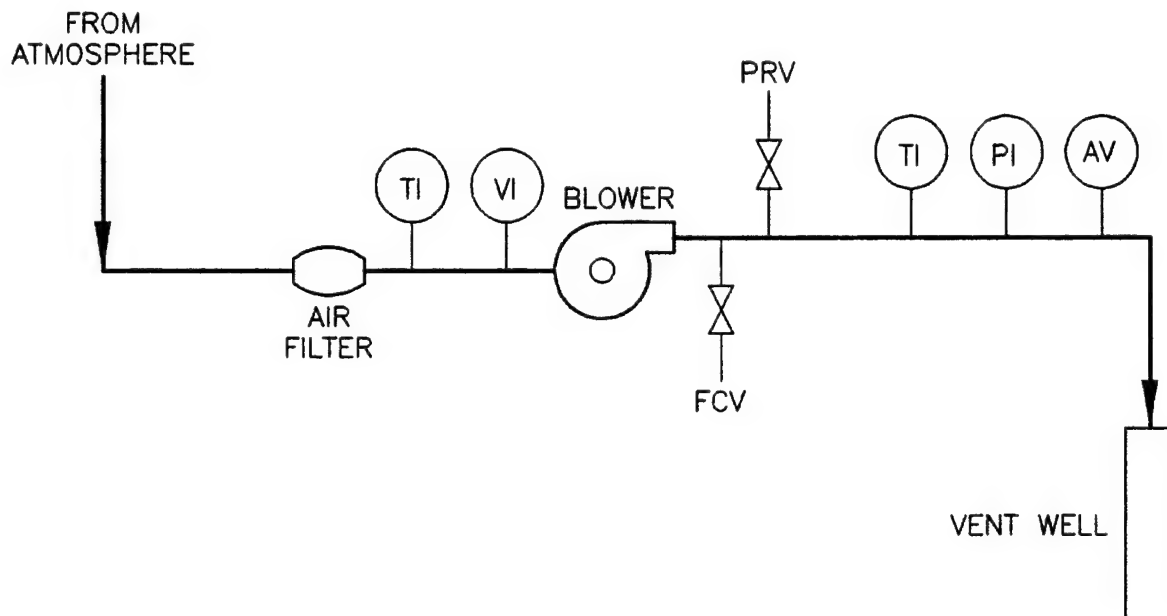 FROM
ATMOSPHERE
PRV
TI
VI
BLOWER
TI
PI
AV
AIR
FILTER
FCV
VENT WELL